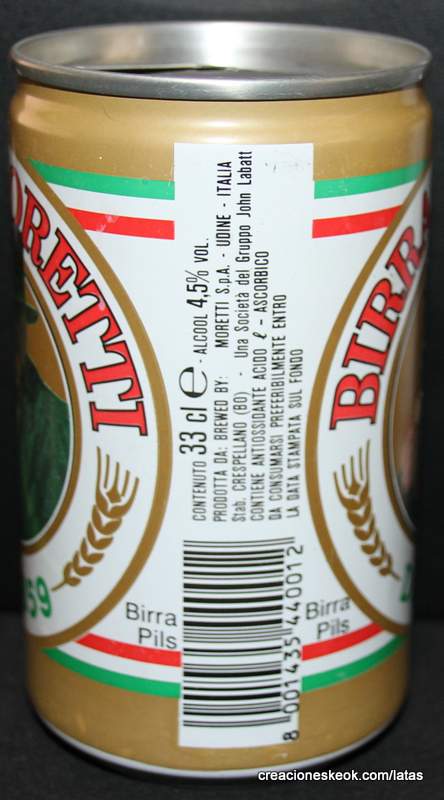 ORETTI
59
Birra
Pils
CONTENUTO 33 cl e - ALCOOL 4,5% VOL.
PRODOTTA DA: BREWED BY: MORETTI S.p.A. - UDINE - ITALIA
Stab. CRESPELLANO (BO) - Una Società del Gruppo John Labatt
CONTIENE ANTIOSSIDANTE ACIDO ℓ - ASCORBICO
DA CONSUMARSI PREFERIBILMENTE ENTRO
LA DATA STAMPATA SUL FONDO
8 001435 440012
BIRRA
Birra
Pils
creacioneskeok.com/latas